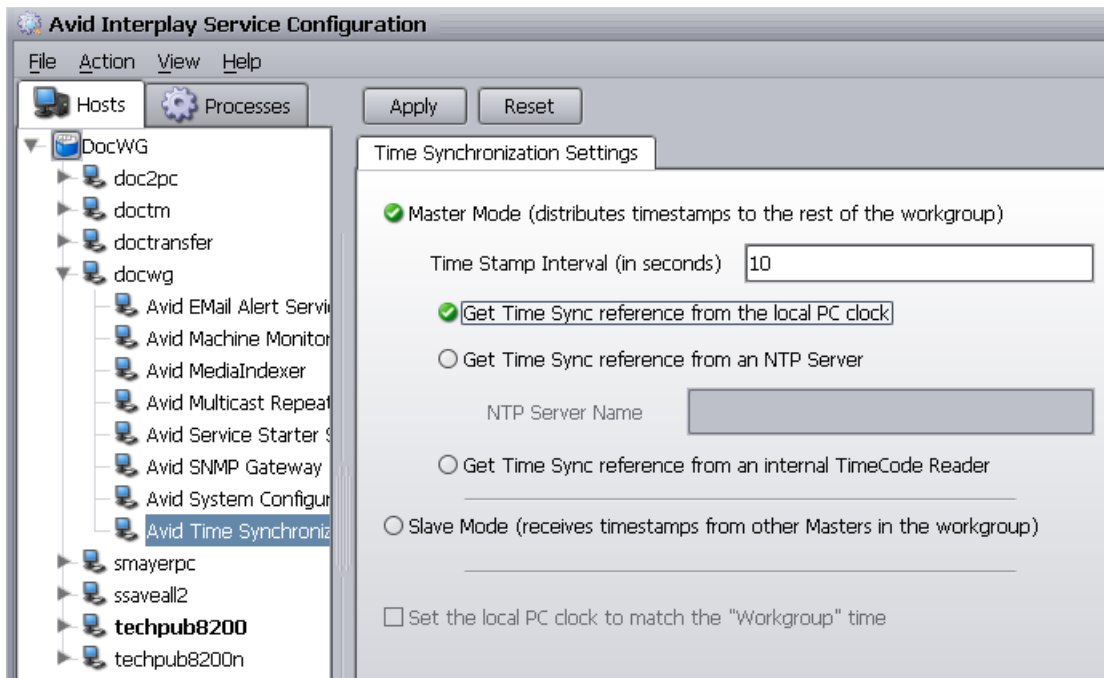 Avid Interplay Service Configuration
File Action View Help
Hosts Processes
Apply Reset
DocWG
doc2pc
doctm
doctransfer
docwg
Avid EMail Alert Servi
Avid Machine Monitor
Avid MediaIndexer
Avid Multicast Repeat
Avid Service Starter S
Avid SNMP Gateway
Avid System Configur
Avid Time Synchroniz
smayerpc
ssaveall2
techpub8200
techpub8200n
Time Synchronization Settings
Master Mode (distributes timestamps to the rest of the workgroup)
Time Stamp Interval (in seconds) 10
Get Time Sync reference from the local PC clock
Get Time Sync reference from an NTP Server
NTP Server Name
Get Time Sync reference from an internal TimeCode Reader
Slave Mode (receives timestamps from other Masters in the workgroup)
Set the local PC clock to match the "Workgroup" time